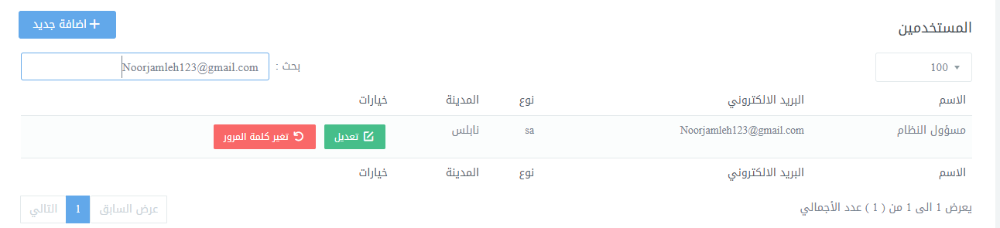 المستخدمين
اضافة جديد
100
بحث : Noorjamleh123@gmail.com
الاسم البريد الالكتروني نوع المدينة خيارات
مسؤول النظام Noorjamleh123@gmail.com sa نابلس تعديل تغير كلمة المرور
الاسم البريد الالكتروني نوع المدينة خيارات
يعرض 1 الى 1 من ( 1 ) عدد الأجمالي
عرض السابق 1 التالي